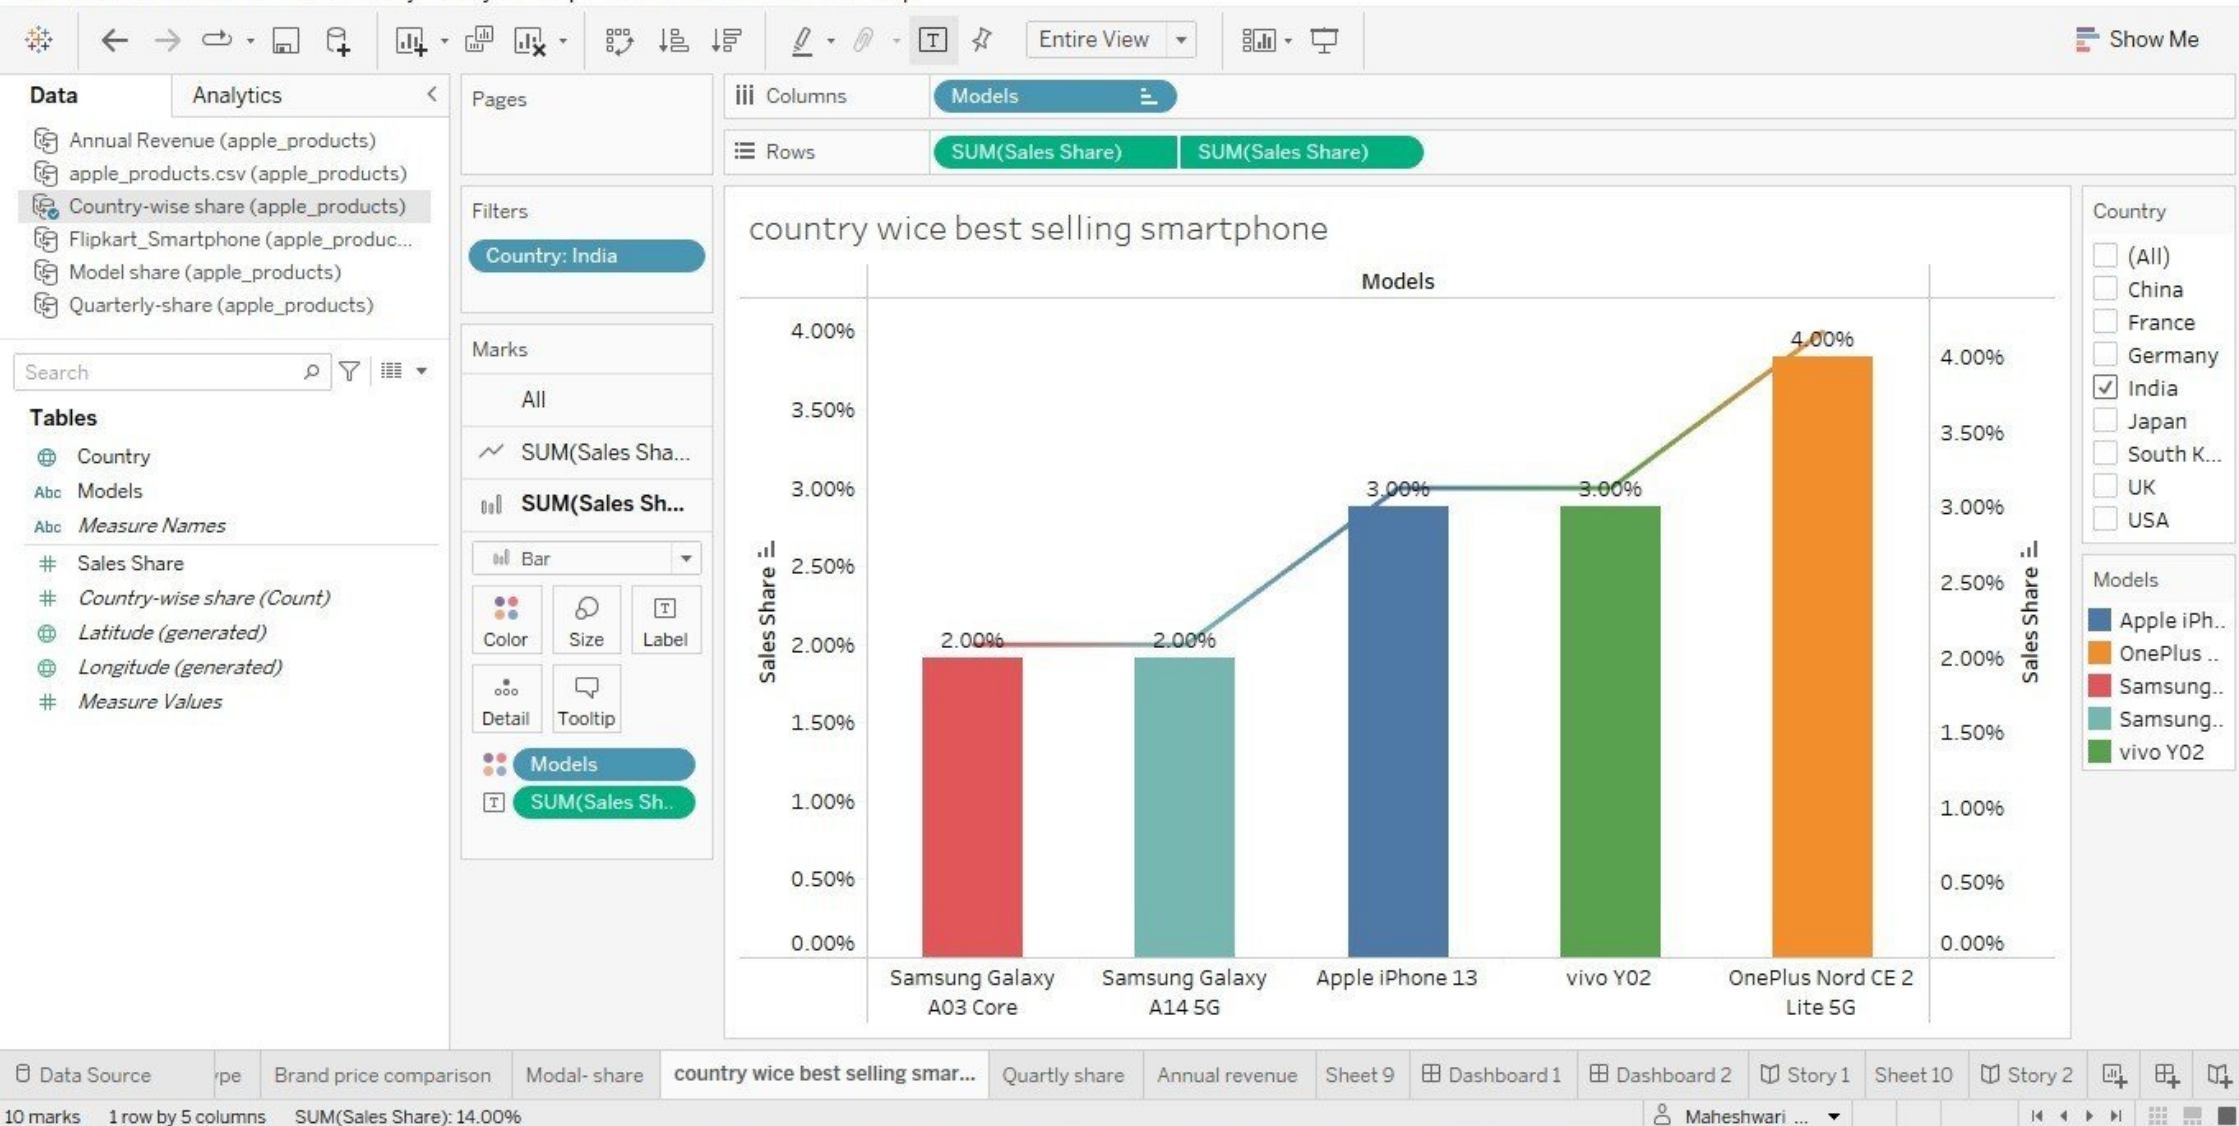 Entire View
Show Me
Data
Analytics
Annual Revenue (apple_products)
apple_products.csv (apple_products)
Country-wise share (apple_products)
Flipkart_Smartphone (apple_produc...
Model share (apple_products)
Quarterly-share (apple_products)
Search
Tables
Country
Abc Models
Abc Measure Names
Sales Share
Country-wise share (Count)
Latitude (generated)
Longitude (generated)
Measure Values
Pages
Filters
Country: India
Marks
All
SUM(Sales Sha...
SUM(Sales Sh...
Bar
Color
Size
Label
Detail
Tooltip
Models
SUM(Sales Sh..
Columns
Models
Rows
SUM(Sales Share)
SUM(Sales Share)
country wice best selling smartphone
Models
Sales Share
4.00%
3.50%
3.00%
2.50%
2.00%
1.50%
1.00%
0.50%
0.00%
2.00%
2.00%
3.00%
3.00%
4.00%
Samsung Galaxy
A03 Core
Samsung Galaxy
A14 5G
Apple iPhone 13
vivo Y02
OnePlus Nord CE 2
Lite 5G
4.00%
3.50%
3.00%
2.50%
2.00%
1.50%
1.00%
0.50%
0.00%
Sales Share
Country
(All)
China
France
Germany
India
Japan
South K...
UK
USA
Models
Apple iPh..
OnePlus ..
Samsung..
Samsung..
vivo Y02
Data Source
ype
Brand price comparison
Modal- share
country wice best selling smar...
Quartly share
Annual revenue
Sheet 9
Dashboard 1
Dashboard 2
Story 1
Sheet 10
Story 2
10 marks
1 row by 5 columns
SUM(Sales Share): 14.00%
Maheshwari ...